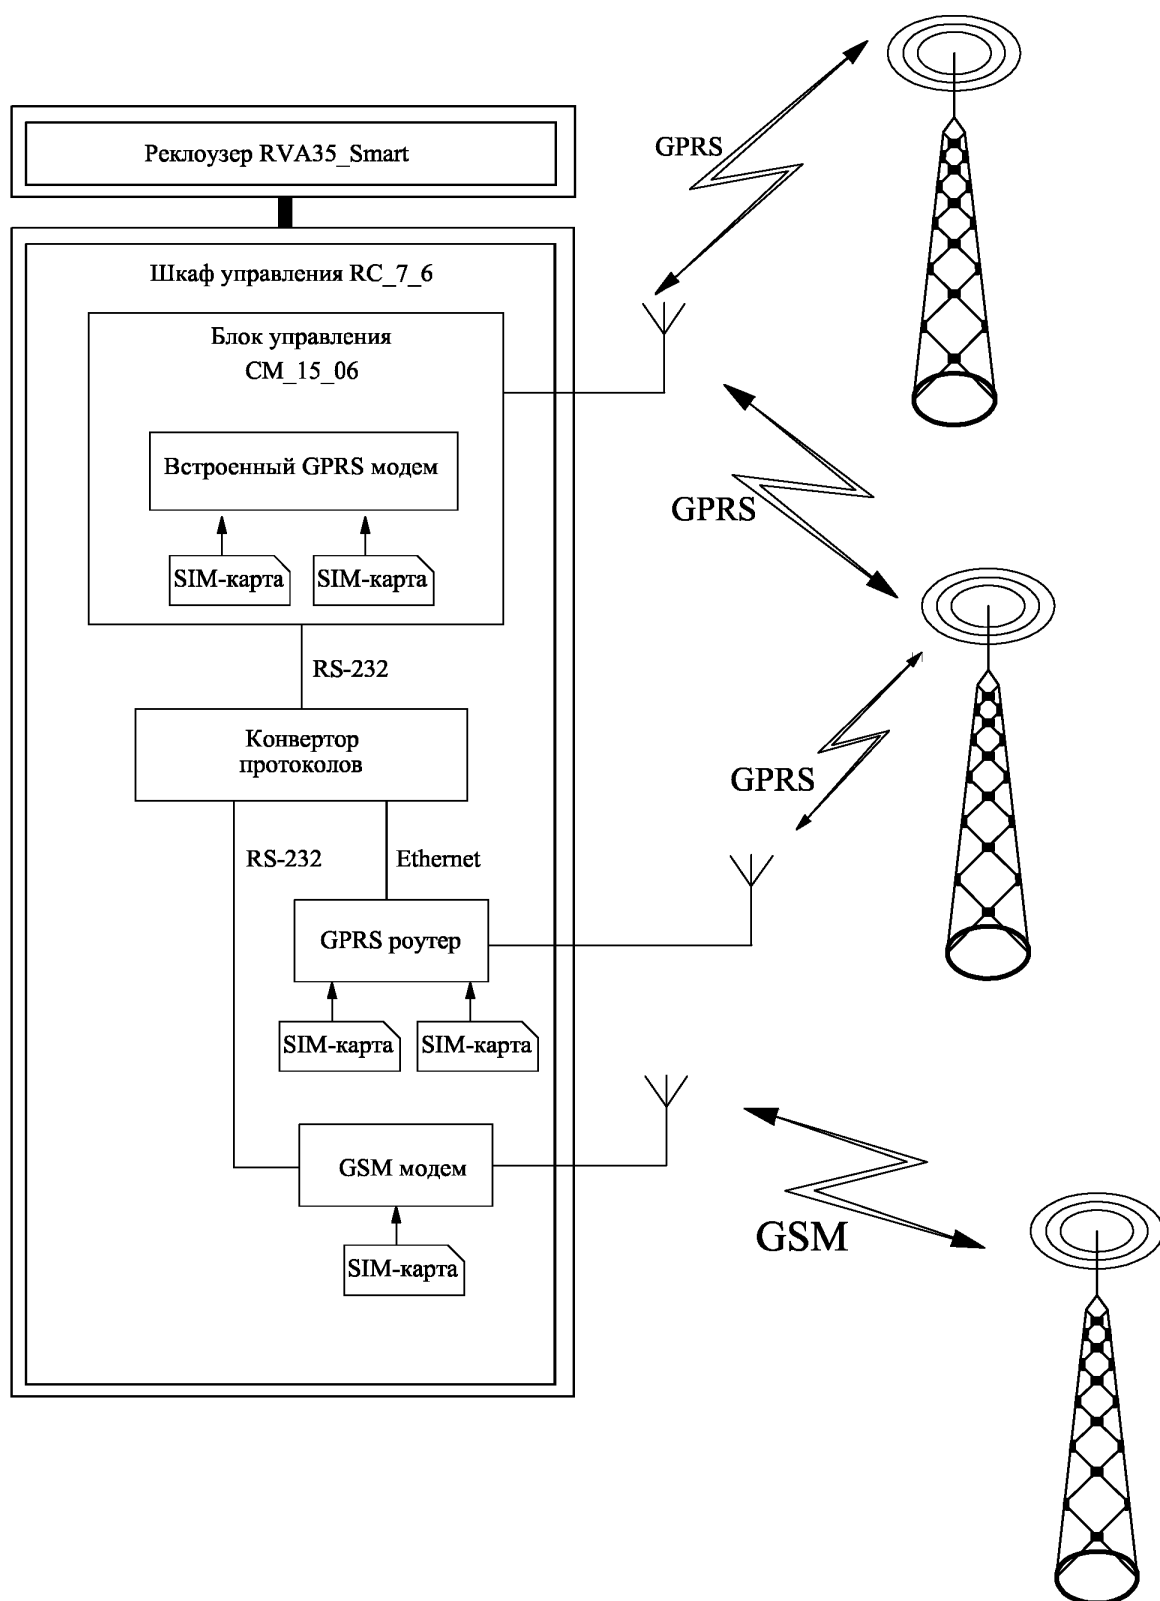 Реклоузер RVA35_Smart
GPRS
Шкаф управления RC_7_6
Блок управления
CM_15_06
Встроенный GPRS модем
SIM-карта
SIM-карта
GPRS
RS-232
Конвертор
протоколов
GPRS
RS-232
Ethernet
GPRS роутер
SIM-карта
SIM-карта
GSM модем
GSM
SIM-карта